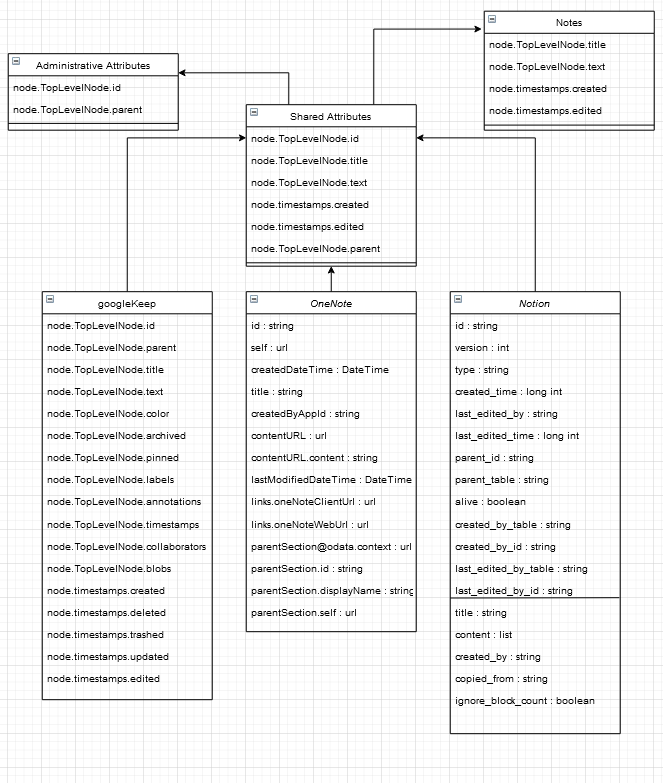 Notes
node.TopLevelNode.title
node.TopLevelNode.text
node.timestamps.created
node.timestamps.edited
Administrative Attributes
node.TopLevelNode.id
node.TopLevelNode.parent
Shared Attributes
node.TopLevelNode.id
node.TopLevelNode.title
node.TopLevelNode.text
node.timestamps.created
node.timestamps.edited
node.TopLevelNode.parent
googleKeep
node.TopLevelNode.id
node.TopLevelNode.parent
node.TopLevelNode.title
node.TopLevelNode.text
node.TopLevelNode.color
node.TopLevelNode.archived
node.TopLevelNode.pinned
node.TopLevelNode.labels
node.TopLevelNode.annotations
node.TopLevelNode.timestamps
node.TopLevelNode.collaborators
node.TopLevelNode.blobs
node.timestamps.created
node.timestamps.deleted
node.timestamps.trashed
node.timestamps.updated
node.timestamps.edited
OneNote
id : string
self : url
createdDateTime : DateTime
title : string
createdByAppId : string
contentURL : url
contentURL.content : string
lastModifiedDateTime : DateTime
links.oneNoteClientUrl : url
links.oneNoteWebUrl : url
parentSection@odata.context : url
parentSection.id : string
parentSection.displayName : string
parentSection.self : url
Notion
id : string
version : int
type : string
created_time : long int
last_edited_by : string
last_edited_time : long int
parent_id : string
parent_table : string
alive : boolean
created_by_table : string
created_by_id : string
last_edited_by_table : string
last_edited_by_id : string
title : string
content : list
created_by : string
copied_from : string
ignore_block_count : boolean